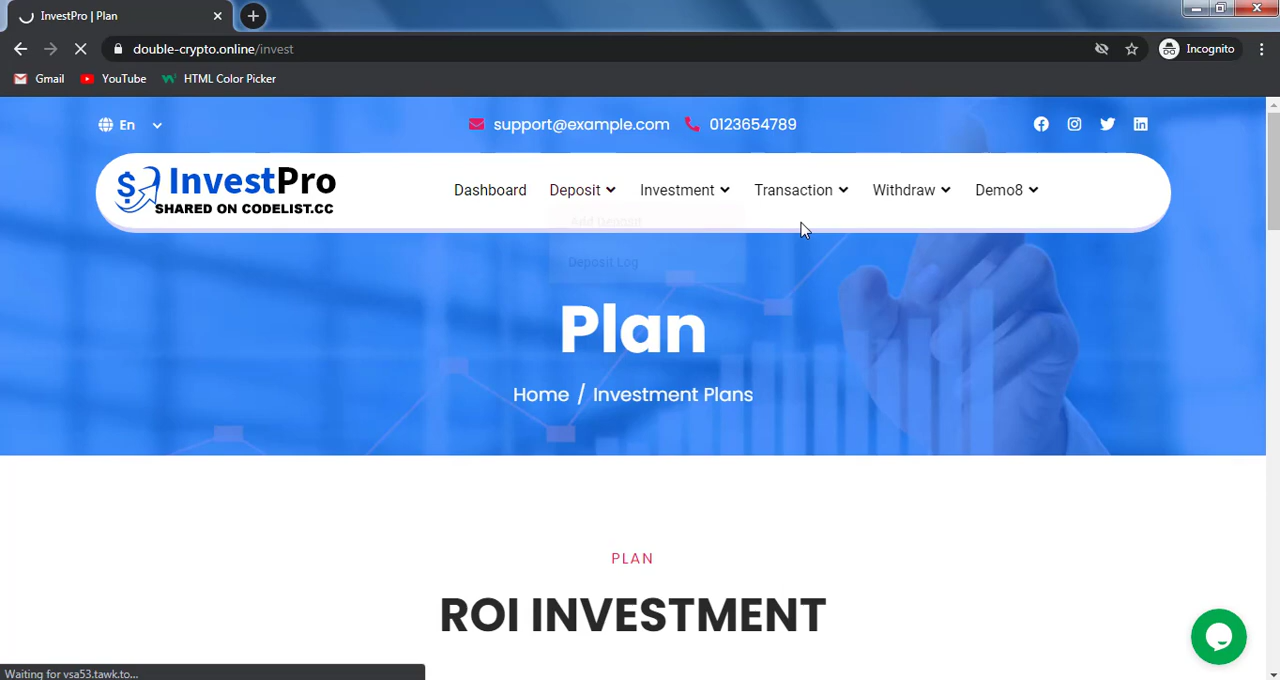 InvestPro | Plan
double-crypto.online/invest
Incognito
Gmail
YouTube
HTML Color Picker
En
support@example.com
0123654789
InvestPro
SHARED ON CODELIST.CC
Dashboard
Deposit
Investment
Transaction
Withdraw
Demo8
Add Deposit
Deposit Log
Plan
Home / Investment Plans
PLAN
ROI INVESTMENT
Waiting for vsa53.tawk.to...